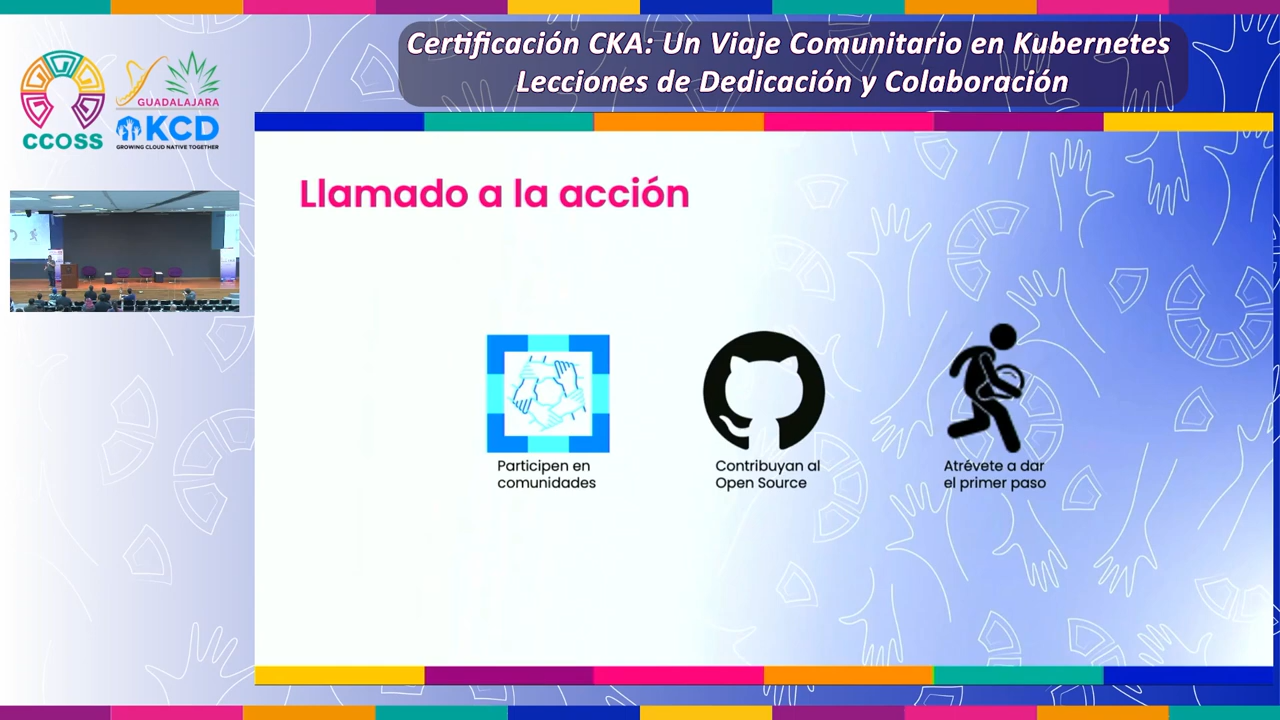 Certificación CKA: Un Viaje Comunitario en Kubernetes
Lecciones de Dedicación y Colaboración
CCOSS
GUADALAJARA
KCD
GROWING CLOUD NATIVE TOGETHER
Llamado a la acción
Participen en
comunidades
Contribuyan al
Open Source
Atrévete a dar
el primer paso